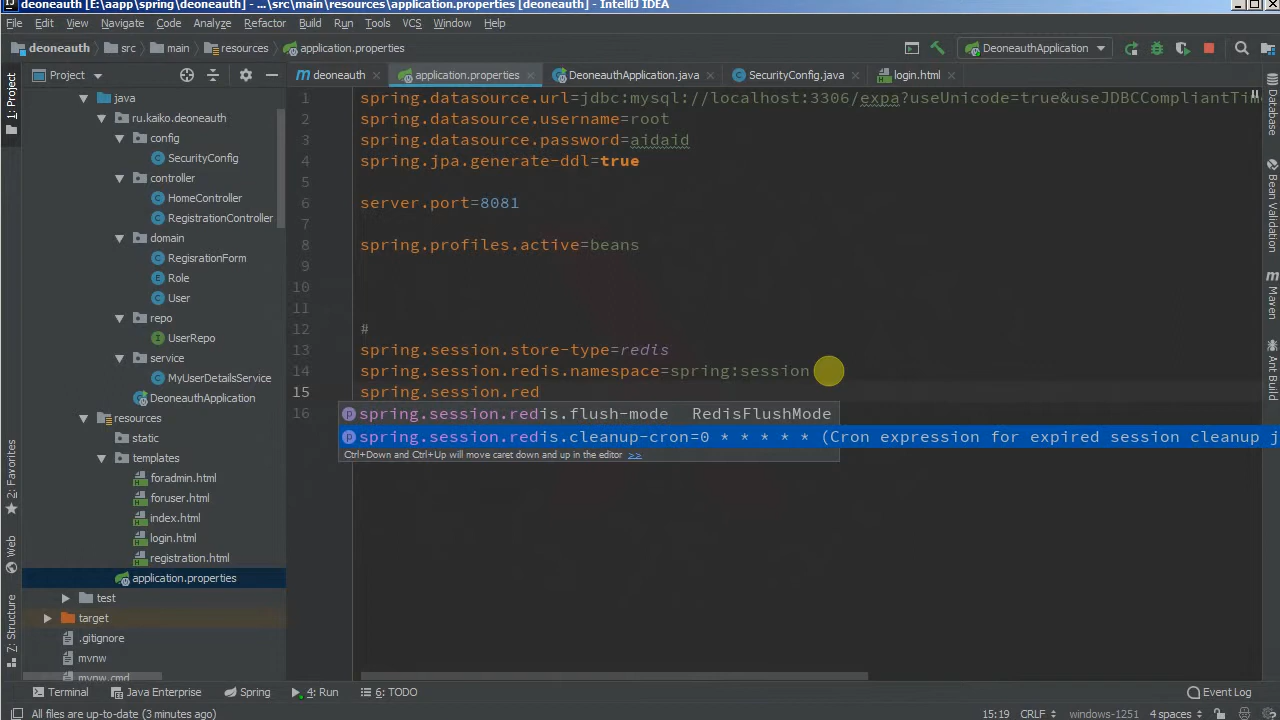 deoneauth [E:\aapp\spring\deoneauth] - ...\src\main\resources\application.properties [deoneauth] - IntelliJ IDEA
File Edit View Navigate Code Analyze Refactor Build Run Tools VCS Window Help
deoneauth src main resources application.properties DeoneauthApplication
1: Project
Project
deoneauth application.properties DeoneauthApplication.java SecurityConfig.java login.html
java
ru.kaiko.deoneauth
config
SecurityConfig
controller
HomeController
RegistrationController
domain
RegisrationForm
Role
User
repo
UserRepo
service
MyUserDetailsService
DeoneauthApplication
resources
static
templates
foradmin.html
foruser.html
index.html
login.html
registration.html
application.properties
test
target
.gitignore
mvnw
mvnw.cmd
1 spring.datasource.url=jdbc:mysql://localhost:3306/expa?useUnicode=true&useJDBCCompliantTim
2 spring.datasource.username=root
3 spring.datasource.password=aidaid
4 spring.jpa.generate-ddl=true
5
6 server.port=8081
7
8 spring.profiles.active=beans
9
10
11
12 #
13 spring.session.store-type=redis
14 spring.session.redis.namespace=spring:session
15 spring.session.red
16
spring.session.redis.flush-mode RedisFlushMode
spring.session.redis.cleanup-cron=0 * * * * * (Cron expression for expired session cleanup j
Ctrl+Down and Ctrl+Up will move caret down and up in the editor >>
Database
Bean Validation
Maven
Ant Build
2: Favorites
Web
7: Structure
Terminal Java Enterprise Spring 4: Run 6: TODO Event Log
All files are up-to-date (3 minutes ago) 15:19 CRLF windows-1251 4 spaces